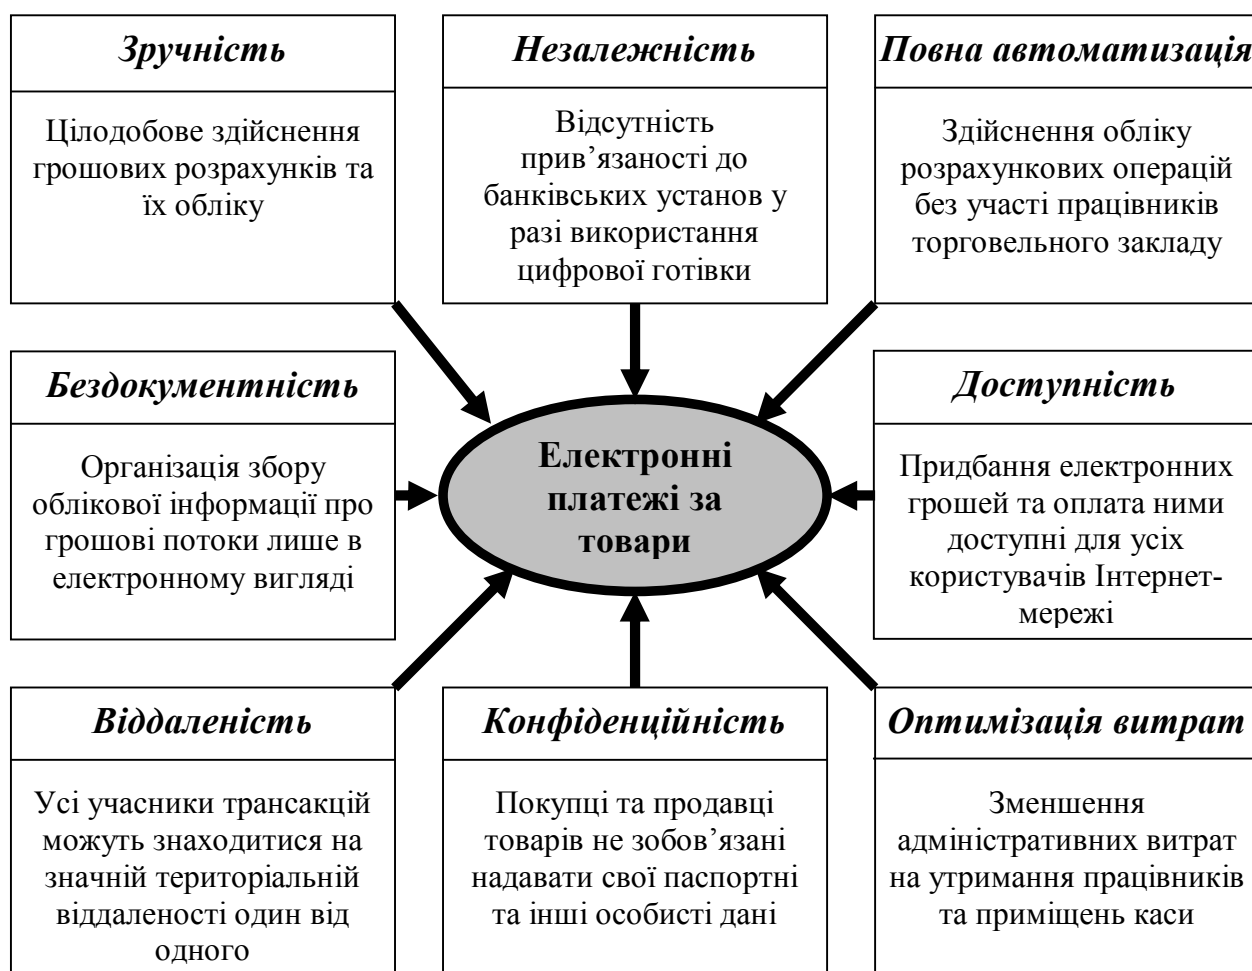 Зручність
Цілодобове здійснення
грошових розрахунків та
їх обліку
Незалежність
Відсутність
прив’язаності до
банківських установ у
разі використання
цифрової готівки
Повна автоматизація
Здійснення обліку
розрахункових операцій
без участі працівників
торговельного закладу
Бездокументність
Організація збору
облікової інформації про
грошові потоки лише в
електронному вигляді
Електронні
платежі за
товари
Доступність
Придбання електронних
грошей та оплата ними
доступні для усіх
користувачів Інтернет-
мережі
Віддаленість
Усі учасники трансакцій
можуть знаходитися на
значній територіальній
віддаленості один від
одного
Конфіденційність
Покупці та продавці
товарів не зобов’язані
надавати свої паспортні
та інші особисті дані
Оптимізація витрат
Зменшення
адміністративних витрат
на утримання працівників
та приміщень каси